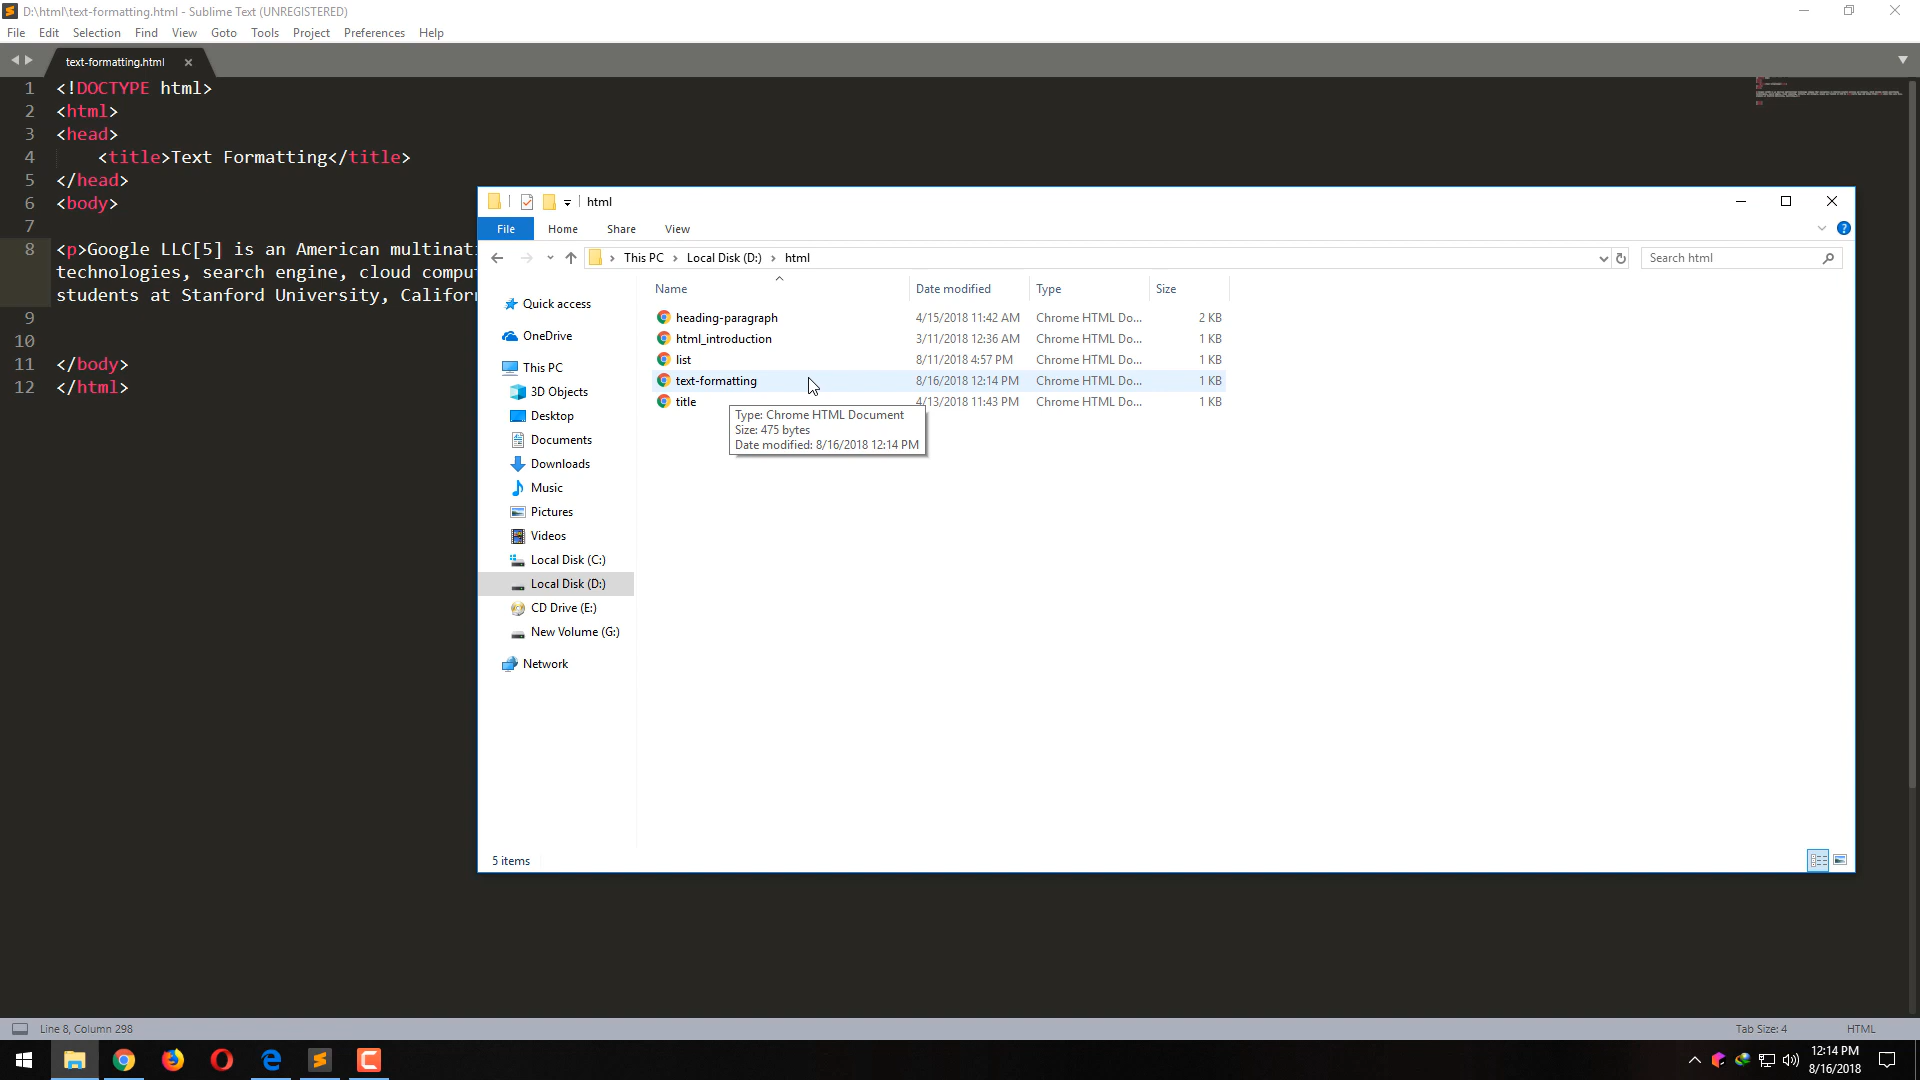 D:\html\text-formatting.html - Sublime Text (UNREGISTERED)
File Edit Selection Find View Goto Tools Project Preferences Help
text-formatting.html
1 <!DOCTYPE html>
2 <html>
3 <head>
4 <title>Text Formatting</title>
5 </head>
6 <body>
7
8 <p>Google LLC[5] is an American multinati
technologies, search engine, cloud compu
students at Stanford University, Califor
9
10
11 </body>
12 </html>
html
File Home Share View
This PC Local Disk (D:) html
Search html
Name Date modified Type Size
heading-paragraph 4/15/2018 11:42 AM Chrome HTML Do... 2 KB
html_introduction 3/11/2018 12:36 AM Chrome HTML Do... 1 KB
list 8/11/2018 4:57 PM Chrome HTML Do... 1 KB
text-formatting 8/16/2018 12:14 PM Chrome HTML Do... 1 KB
title 4/13/2018 11:43 PM Chrome HTML Do... 1 KB
Type: Chrome HTML Document
Size: 475 bytes
Date modified: 8/16/2018 12:14 PM
Quick access
OneDrive
This PC
3D Objects
Desktop
Documents
Downloads
Music
Pictures
Videos
Local Disk (C:)
Local Disk (D:)
CD Drive (E:)
New Volume (G:)
Network
5 items
Line 8, Column 298
Tab Size: 4
HTML
12:14 PM
8/16/2018